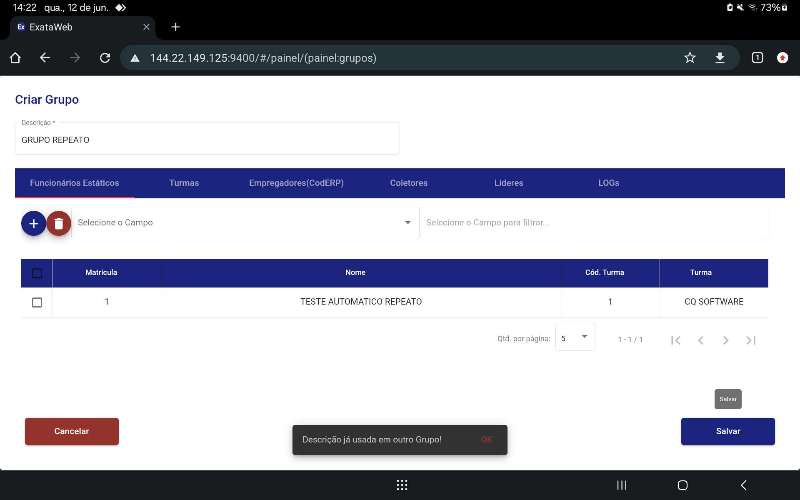 14:22 qua., 12 de jun. 73%
Ex ExataWeb
144.22.149.125:9400/#/painel/(painel:grupos) 1
Criar Grupo
Descrição *
GRUPO REPEATO
Funcionários Estáticos Turmas Empregadores(CodERP) Coletores Líderes LOGs
Selecione o Campo Selecione o Campo para filtrar...
Matrícula Nome Cód. Turma Turma
1 TESTE AUTOMATICO REPEATO 1 CQ SOFTWARE
Qtd. por página: 5 1 - 1 / 1
Salvar
Cancelar Descrição já usada em outro Grupo! OK Salvar